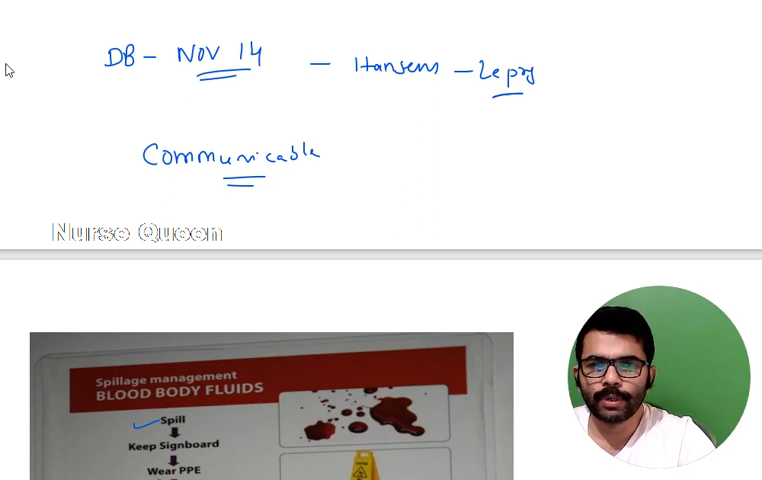 DB - NOV 14 - Hansens - Lepry
Communicable
Nurse Queen
Spillage management
BLOOD BODY FLUIDS
Spill
Keep Signboard
Wear PPE